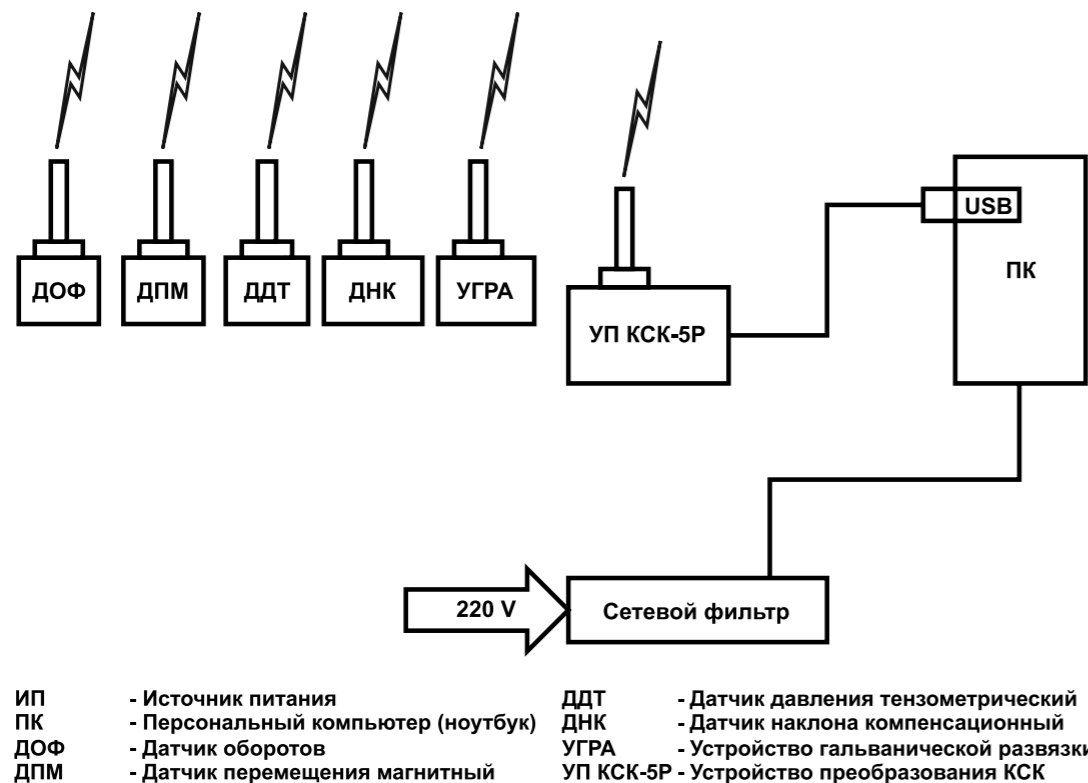 ДОФ
ДПМ
ДДТ
ДНК
УГРА
УП КСК-5Р
USB
ПК
220 V
Сетевой фильтр
ИП - Источник питания
ПК - Персональный компьютер (ноутбук)
ДОФ - Датчик оборотов
ДПМ - Датчик перемещения магнитный
ДДТ - Датчик давления тензометрический
ДНК - Датчик наклона компенсационный
УГРА - Устройство гальванической развязки
УП КСК-5Р - Устройство преобразования КСК